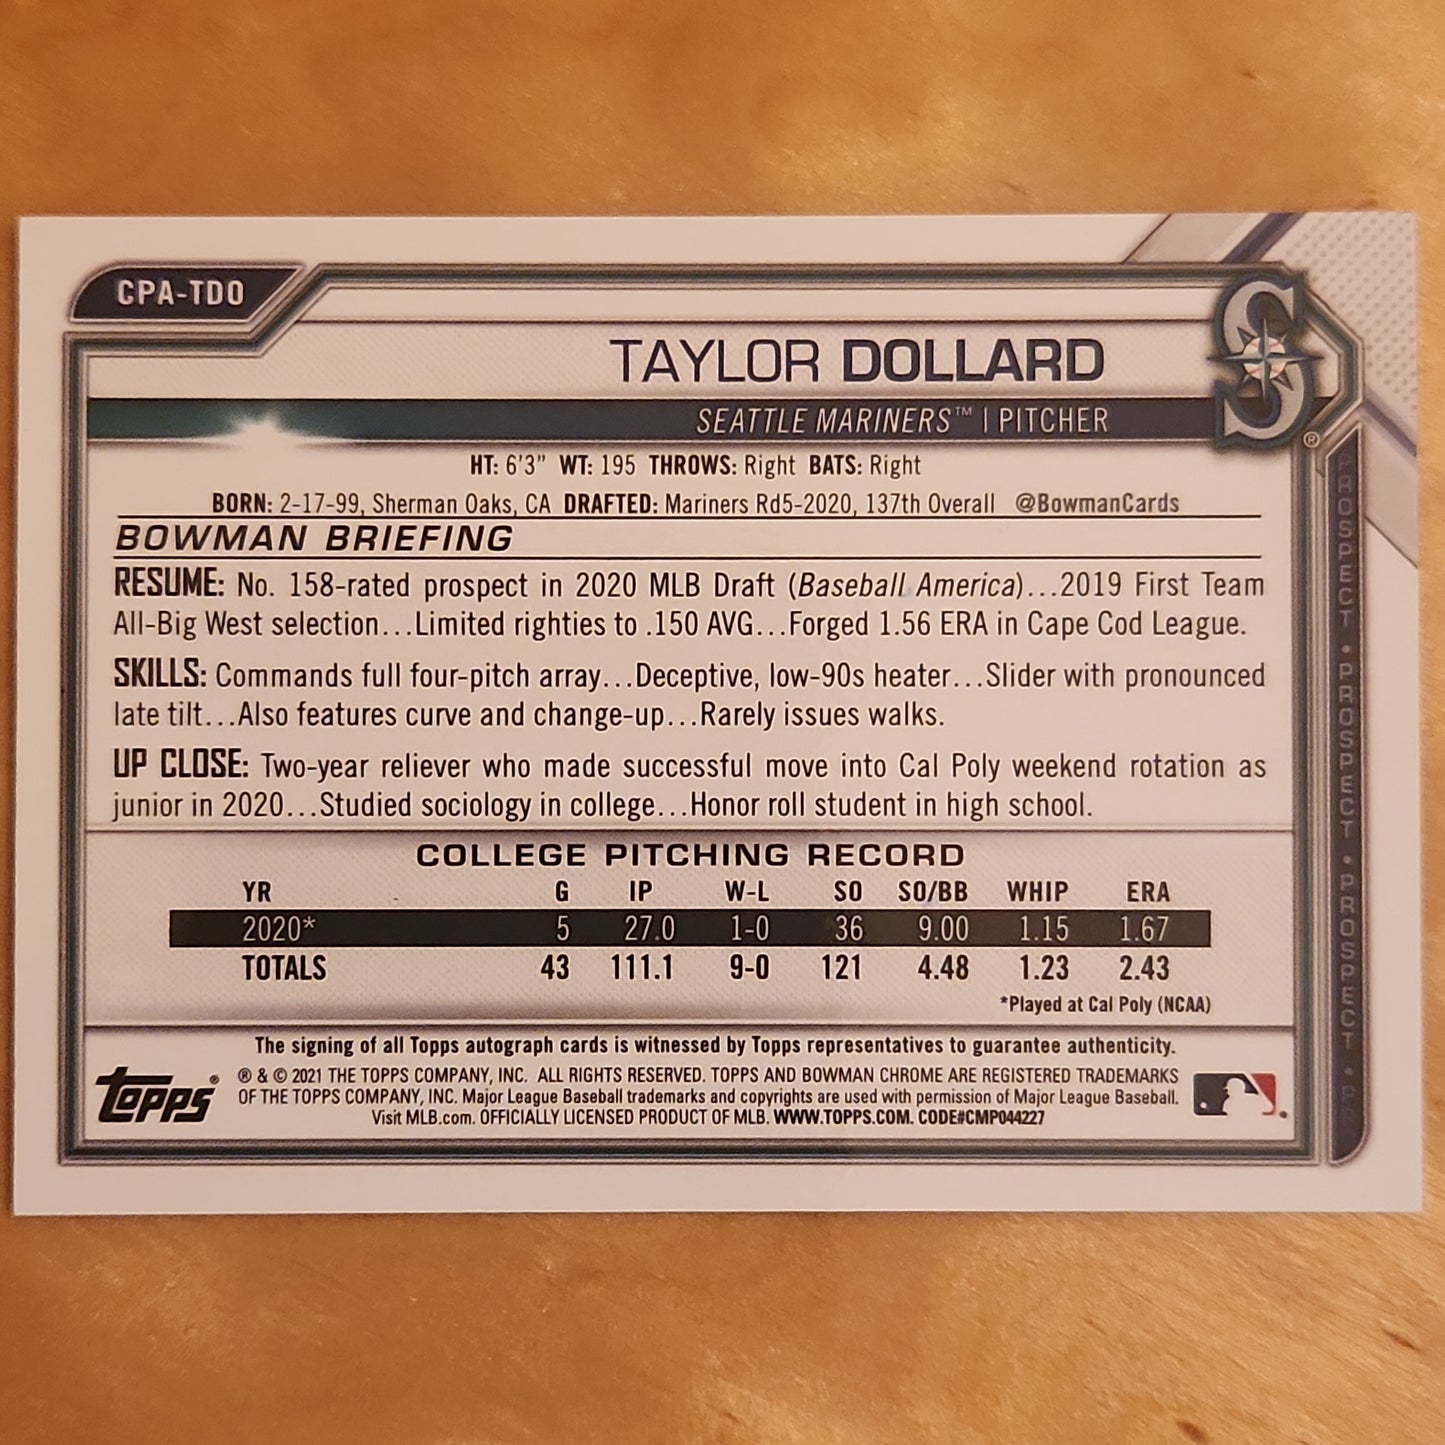 CPA-TDO
TAYLOR DOLLARD
SEATTLE MARINERS™ | PITCHER
HT: 6'3" WT: 195 THROWS: Right BATS: Right
BORN: 2-17-99, Sherman Oaks, CA DRAFTED: Mariners Rd5-2020, 137th Overall @BowmanCards
BOWMAN BRIEFING
RESUME: No. 158-rated prospect in 2020 MLB Draft (Baseball America)...2019 First Team
All-Big West selection...Limited righties to .150 AVG...Forged 1.56 ERA in Cape Cod League.
SKILLS: Commands full four-pitch array...Deceptive, low-90s heater...Slider with pronounced
late tilt...Also features curve and change-up...Rarely issues walks.
UP CLOSE: Two-year reliever who made successful move into Cal Poly weekend rotation as
junior in 2020...Studied sociology in college...Honor roll student in high school.
COLLEGE PITCHING RECORD
YR G IP W-L SO SO/BB WHIP ERA
2020* 5 27.0 1-0 36 9.00 1.15 1.67
TOTALS 43 111.1 9-0 121 4.48 1.23 2.43
*Played at Cal Poly (NCAA)
The signing of all Topps autograph cards is witnessed by Topps representatives to guarantee authenticity.
® & © 2021 THE TOPPS COMPANY, INC. ALL RIGHTS RESERVED. TOPPS AND BOWMAN CHROME ARE REGISTERED TRADEMARKS
OF THE TOPPS COMPANY, INC. Major League Baseball trademarks and copyrights are used with permission of Major League Baseball.
Visit MLB.com. OFFICIALLY LICENSED PRODUCT OF MLB. WWW.TOPPS.COM. CODE#CMP044227
Topps®
S®
PROSPECT • PROSPECT • PROSPECT • P